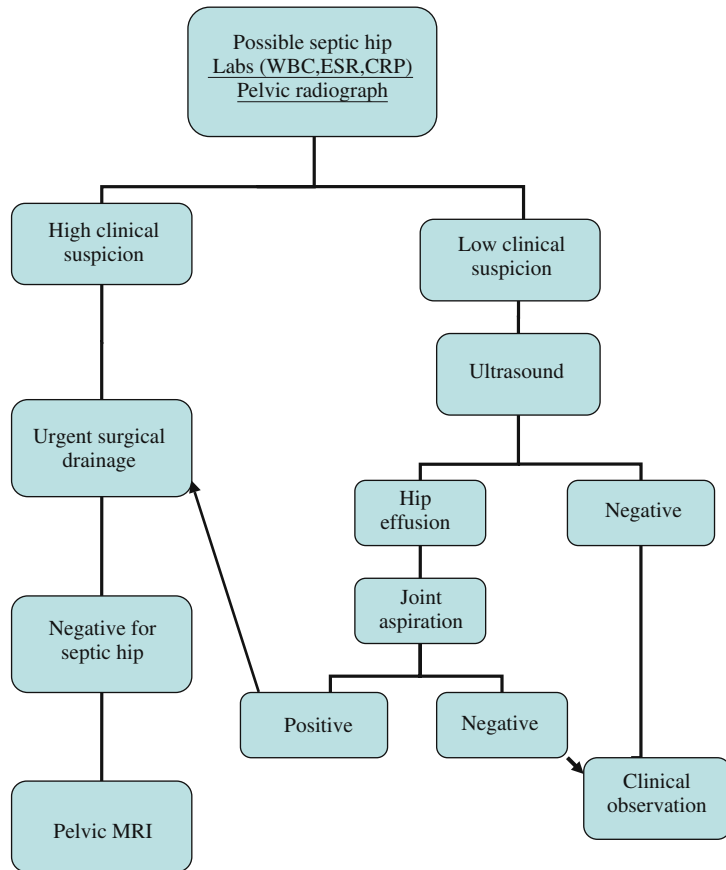 Possible septic hip
Labs (WBC,ESR,CRP)
Pelvic radiograph
High clinical
suspicion
Low clinical
suspicion
Ultrasound
Urgent surgical
drainage
Hip
effusion
Negative
Joint
aspiration
Negative for
septic hip
Positive
Negative
Clinical
observation
Pelvic MRI